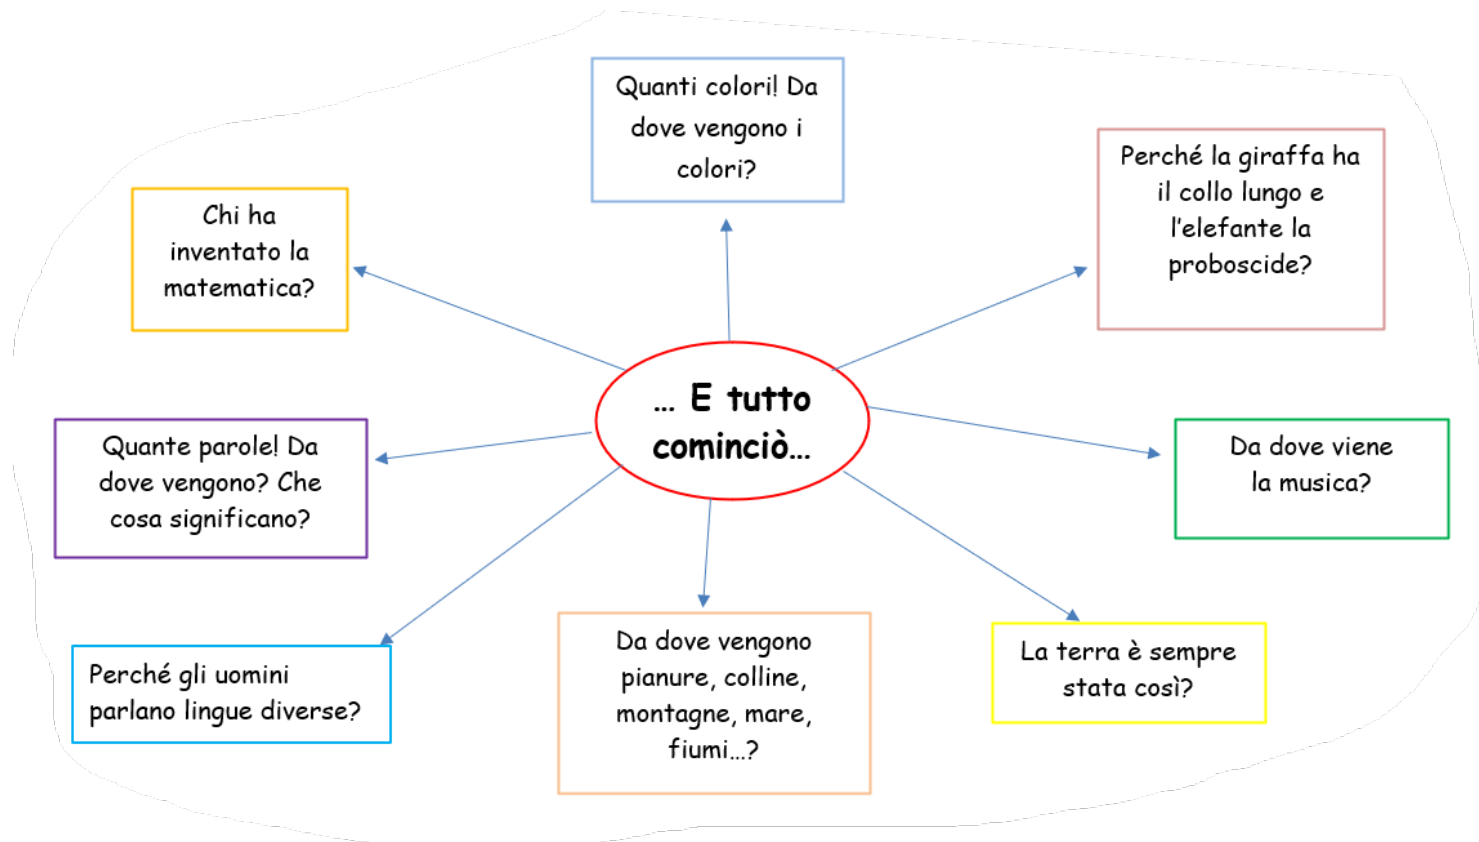 Quanti colori! Da
dove vengono i
colori?
Perché la giraffa ha
il collo lungo e
l'elefante la
proboscide?
Chi ha
inventato la
matematica?
... E tutto
cominciò...
Quante parole! Da
dove vengono? Che
cosa significano?
Da dove viene
la musica?
Perché gli uomini
parlano lingue diverse?
Da dove vengono
pianure, colline,
montagne, mare,
fiumi...?
La terra è sempre
stata così?